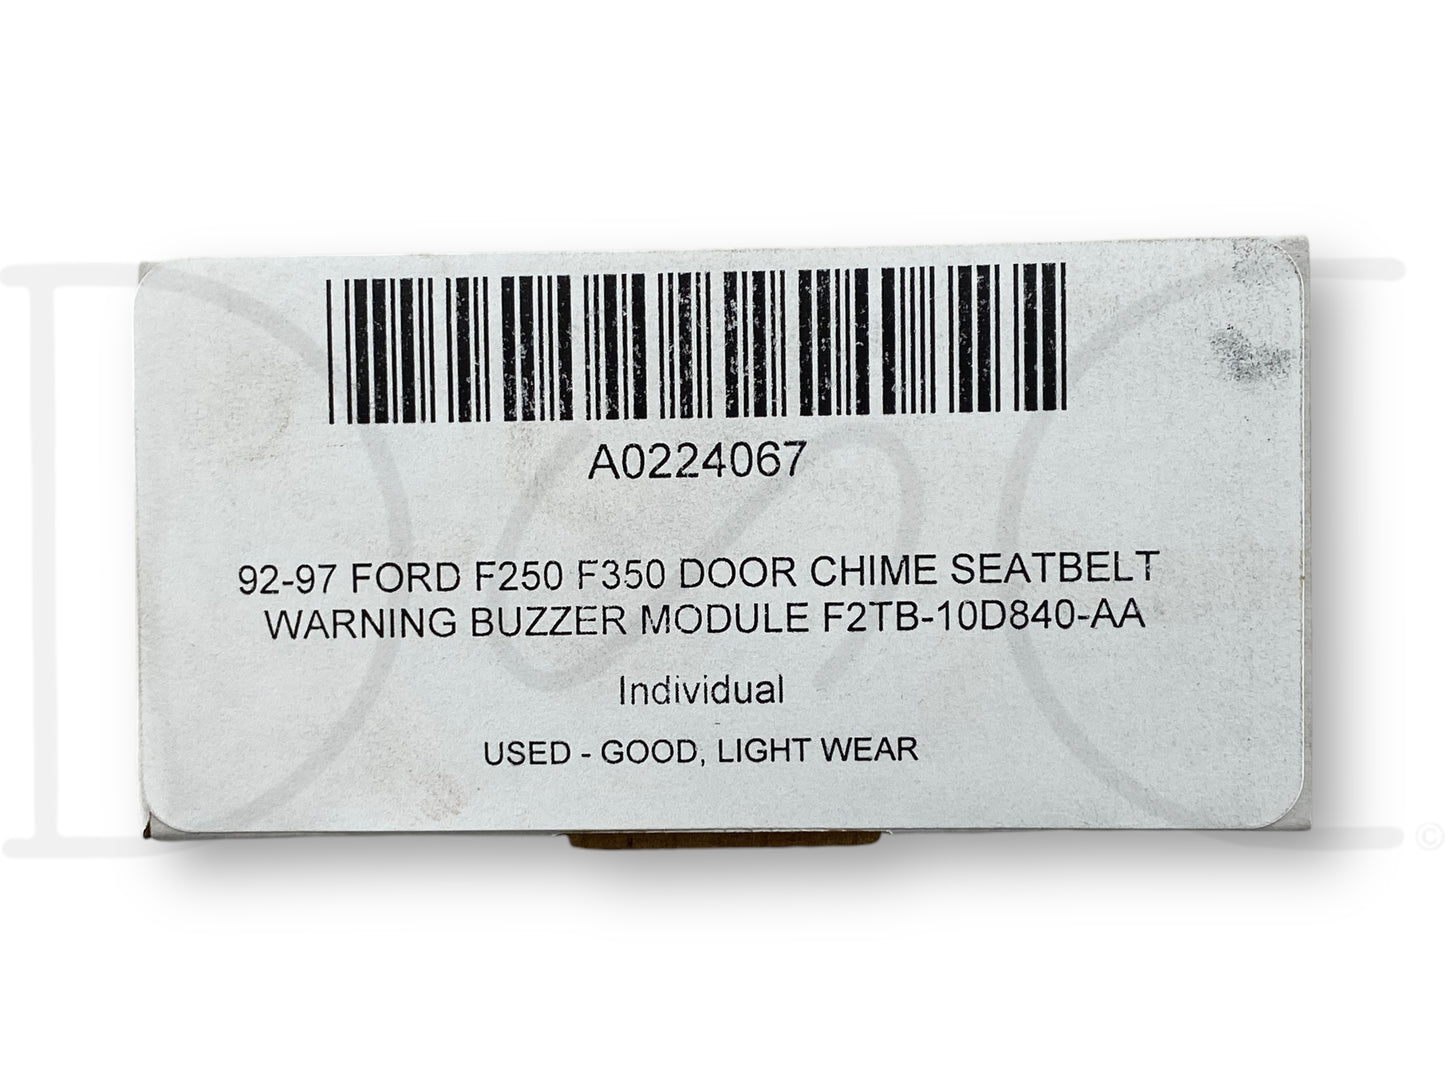 A0224067
92-97 FORD F250 F350 DOOR CHIME SEATBELT
WARNING BUZZER MODULE F2TB-10D840-AA
Individual
USED - GOOD, LIGHT WEAR
©